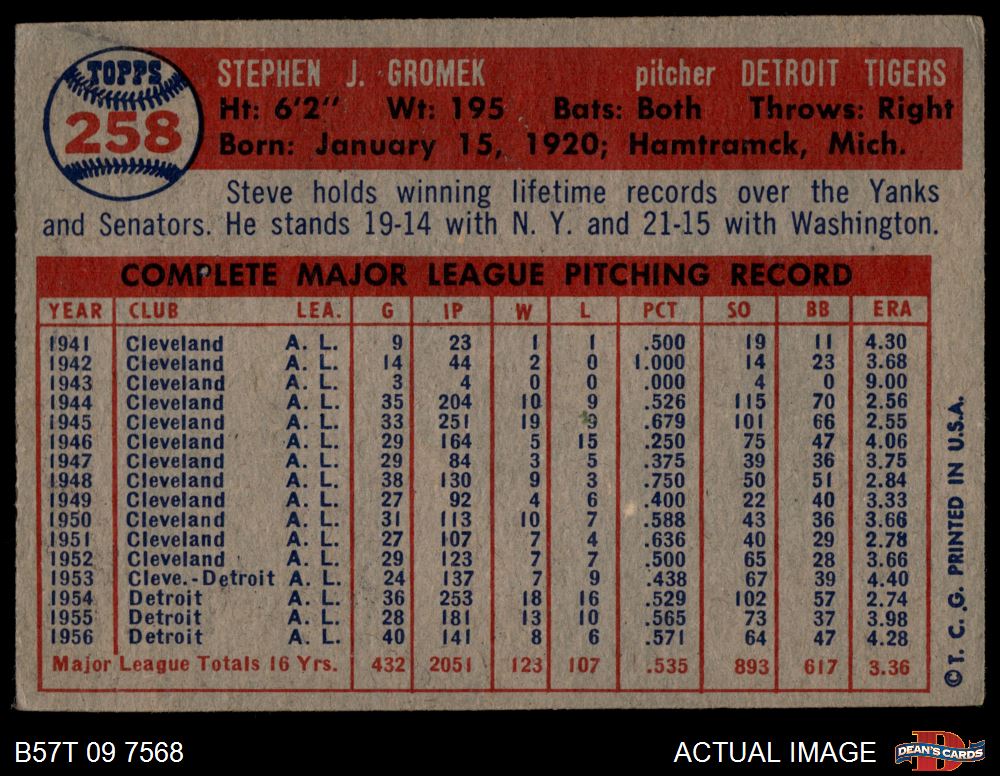 TOPPS
258
STEPHEN J. GROMEK pitcher DETROIT TIGERS
Ht: 6'2" Wt: 195 Bats: Both Throws: Right
Born: January 15, 1920; Hamtramck, Mich.
Steve holds winning lifetime records over the Yanks
and Senators. He stands 19-14 with N. Y. and 21-15 with Washington.
COMPLETE MAJOR LEAGUE PITCHING RECORD
YEAR CLUB LEA. G IP W L PCT SO BB ERA
1941 Cleveland A. L. 9 23 1 1 .500 19 11 4.30
1942 Cleveland A. L. 14 44 2 0 1.000 14 23 3.68
1943 Cleveland A. L. 3 4 0 0 .000 4 0 9.00
1944 Cleveland A. L. 35 204 10 9 .526 115 70 2.56
1945 Cleveland A. L. 33 251 19 9 .679 101 66 2.55
1946 Cleveland A. L. 29 164 5 15 .250 75 47 4.06
1947 Cleveland A. L. 29 84 3 5 .375 39 36 3.75
1948 Cleveland A. L. 38 130 9 3 .750 50 51 2.84
1949 Cleveland A. L. 27 92 4 6 .400 22 40 3.33
1950 Cleveland A. L. 31 113 10 7 .588 43 36 3.66
1951 Cleveland A. L. 27 107 7 4 .636 40 29 2.78
1952 Cleveland A. L. 29 123 7 7 .500 65 28 3.66
1953 Cleve.-Detroit A. L. 24 137 7 9 .438 67 39 4.40
1954 Detroit A. L. 36 253 18 16 .529 102 57 2.74
1955 Detroit A. L. 28 181 13 10 .565 73 37 3.98
1956 Detroit A. L. 40 141 8 6 .571 64 47 4.28
Major League Totals 16 Yrs. 432 2051 123 107 .535 893 617 3.36
©T. C. G. PRINTED IN U.S.A.
B57T 09 7568
ACTUAL IMAGE
DEAN'S CARDS